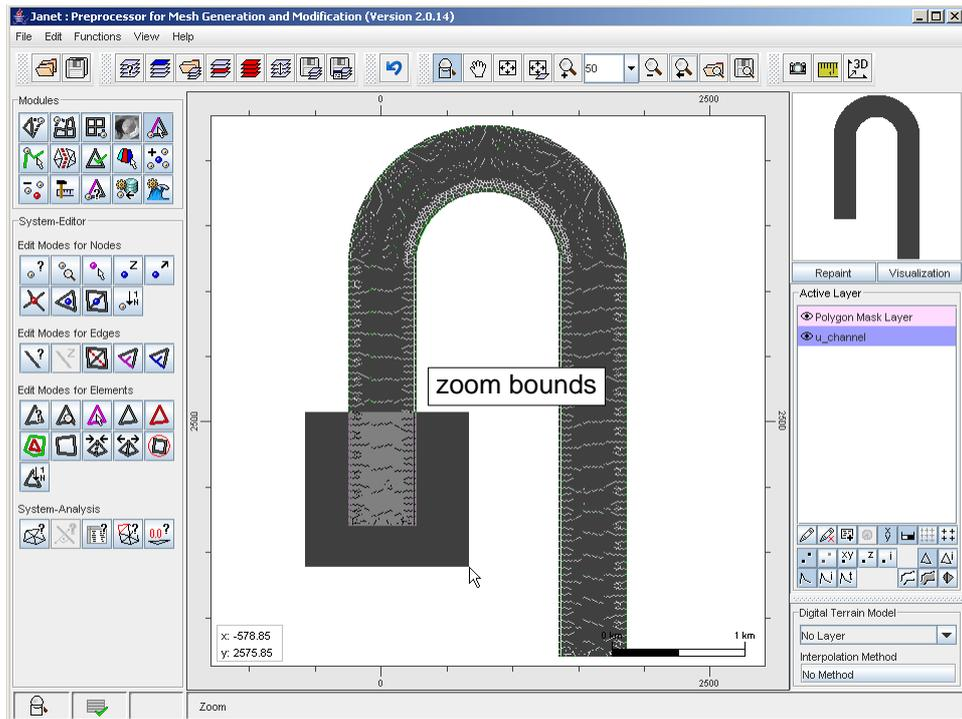 Janet : Preprocessor for Mesh Generation and Modification (Version 2.0.14)
File Edit Functions View Help
50
3D
Modules
System-Editor
Edit Modes for Nodes
Edit Modes for Edges
Edit Modes for Elements
System-Analysis
0 2500
2500
zoom bounds
2500
0 km 1 km
x: -578.85
y: 2575.85
0 2500
Repaint Visualization
Active Layer
Polygon Mask Layer
u_channel
Digital Terrain Model
No Layer
Interpolation Method
No Method
Zoom